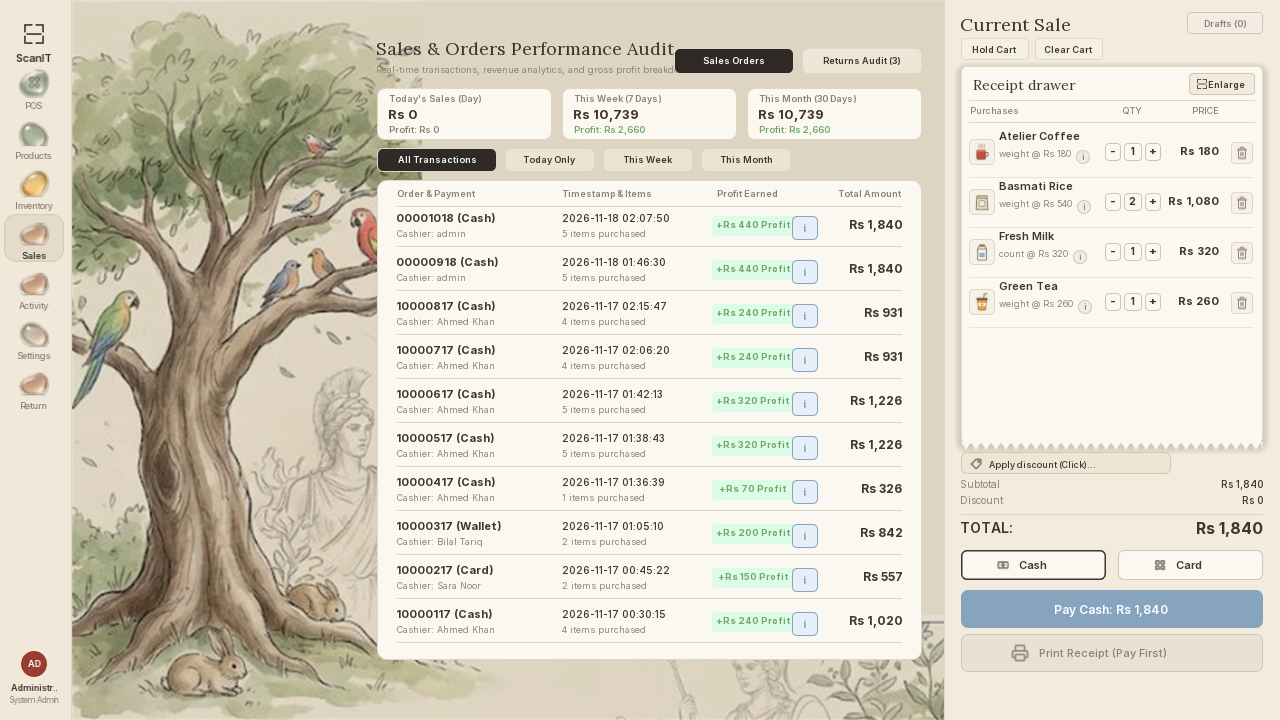 ScanIT
POS
Products
Inventory
Sales
Activity
Settings
Return
AD
Administr..
System Admin
Sales & Orders Performance Audit
Real-time transactions, revenue analytics, and gross profit
Sales Orders
Returns Audit (3)
Today's Sales (Day)
Rs 0
Profit: Rs 0
This Week (7 Days)
Rs 10,739
Profit: Rs 2,660
This Month (30 Days)
Rs 10,739
Profit: Rs 2,660
All Transactions
Today Only
This Week
This Month
Order & Payment Timestamp & Items Profit Earned Total Amount
00001018 (Cash) 2026-11-18 02:07:50 +Rs 440 Profit i Rs 1,840
Cashier: admin 5 items purchased
00000918 (Cash) 2026-11-18 01:46:30 +Rs 440 Profit i Rs 1,840
Cashier: admin 5 items purchased
10000817 (Cash) 2026-11-17 02:15:47 +Rs 240 Profit i Rs 931
Cashier: Ahmed Khan 4 items purchased
10000717 (Cash) 2026-11-17 02:06:20 +Rs 240 Profit i Rs 931
Cashier: Ahmed Khan 4 items purchased
10000617 (Cash) 2026-11-17 01:42:13 +Rs 320 Profit i Rs 1,226
Cashier: Ahmed Khan 5 items purchased
10000517 (Cash) 2026-11-17 01:38:43 +Rs 320 Profit i Rs 1,226
Cashier: Ahmed Khan 5 items purchased
10000417 (Cash) 2026-11-17 01:36:39 +Rs 70 Profit i Rs 326
Cashier: Ahmed Khan 1 items purchased
10000317 (Wallet) 2026-11-17 01:05:10 +Rs 200 Profit i Rs 842
Cashier: Bilal Tariq 2 items purchased
10000217 (Card) 2026-11-17 00:45:22 +Rs 150 Profit i Rs 557
Cashier: Sara Noor 2 items purchased
10000117 (Cash) 2026-11-17 00:30:15 +Rs 240 Profit i Rs 1,020
Cashier: Ahmed Khan 4 items purchased
Current Sale
Drafts (0)
Hold Cart
Clear Cart
Receipt drawer
Enlarge
Purchases QTY PRICE
Atelier Coffee
weight @ Rs 180 i - 1 + Rs 180
Basmati Rice
weight @ Rs 540 i - 2 + Rs 1,080
Fresh Milk
count @ Rs 320 i - 1 + Rs 320
Green Tea
weight @ Rs 260 i - 1 + Rs 260
Apply discount (Click)...
Subtotal Rs 1,840
Discount Rs 0
TOTAL: Rs 1,840
Cash
Card
Pay Cash: Rs 1,840
Print Receipt (Pay First)